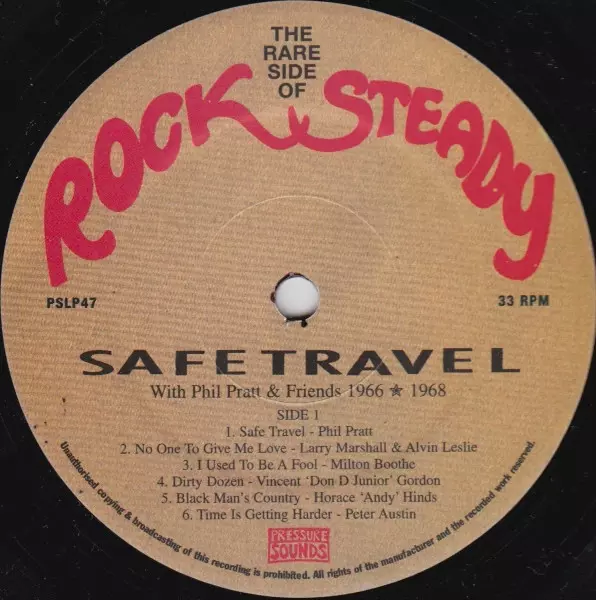 THE
RARE
SIDE
OF
ROCK STEADY
PSLP47
33 RPM
SAFE TRAVEL
With Phil Pratt & Friends 1966 ★ 1968
SIDE 1
1. Safe Travel - Phil Pratt
2. No One To Give Me Love - Larry Marshall & Alvin Leslie
3. I Used To Be A Fool - Milton Boothe
4. Dirty Dozen - Vincent ‘Don D Junior’ Gordon
5. Black Man's Country - Horace ‘Andy’ Hinds
6. Time Is Getting Harder - Peter Austin
PRESSURE
SOUNDS
Unauthorised copying & broadcasting of this recording is prohibited. All rights of the manufacturer and the recorded work reserved.